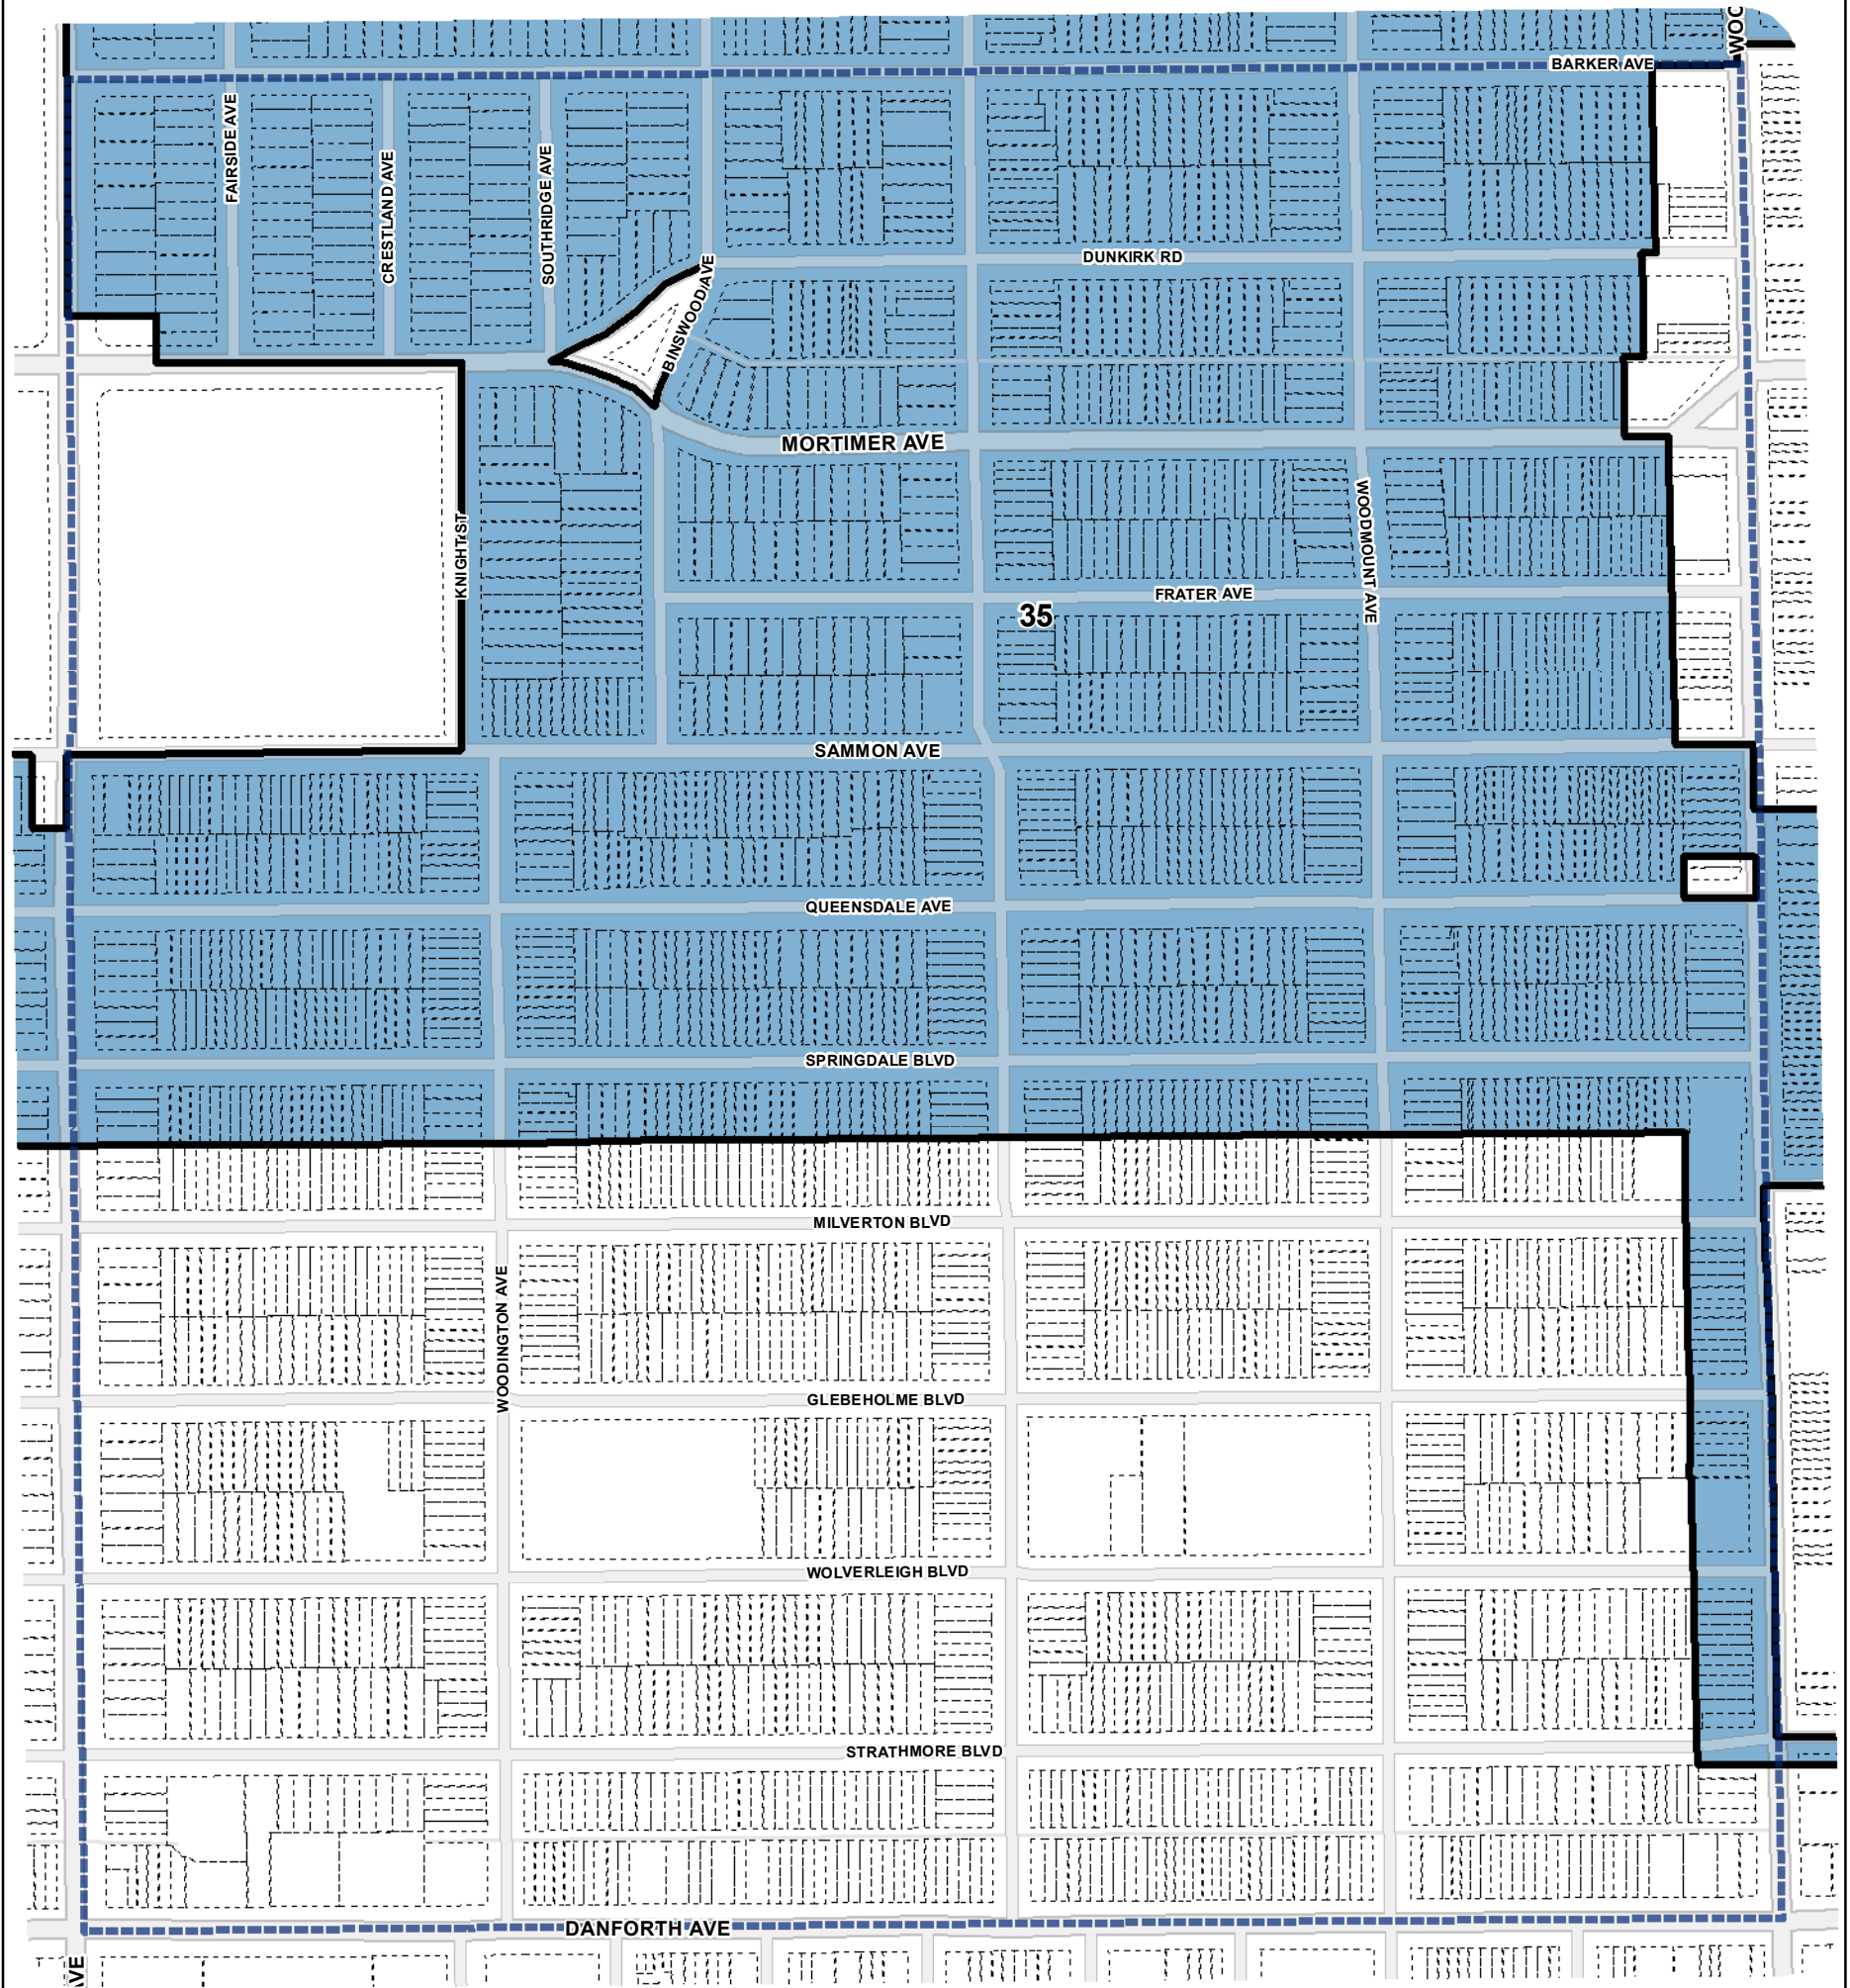 WOO
BARKER AVE
FAIRSIDE AVE
CRESTLAND AVE
SOUTHRIDGE AVE
BINSWOOD AVE
DUNKIRK RD
MORTIMER AVE
KNIGHT ST
WOODMOUNT AVE
FRATER AVE
35
SAMMON AVE
QUEENSDALE AVE
SPRINGDALE BLVD
MILVERTON BLVD
WOODINGTON AVE
GLEBEHOLME BLVD
WOLVERLEIGH BLVD
STRATHMORE BLVD
DANFORTH AVE
AVE